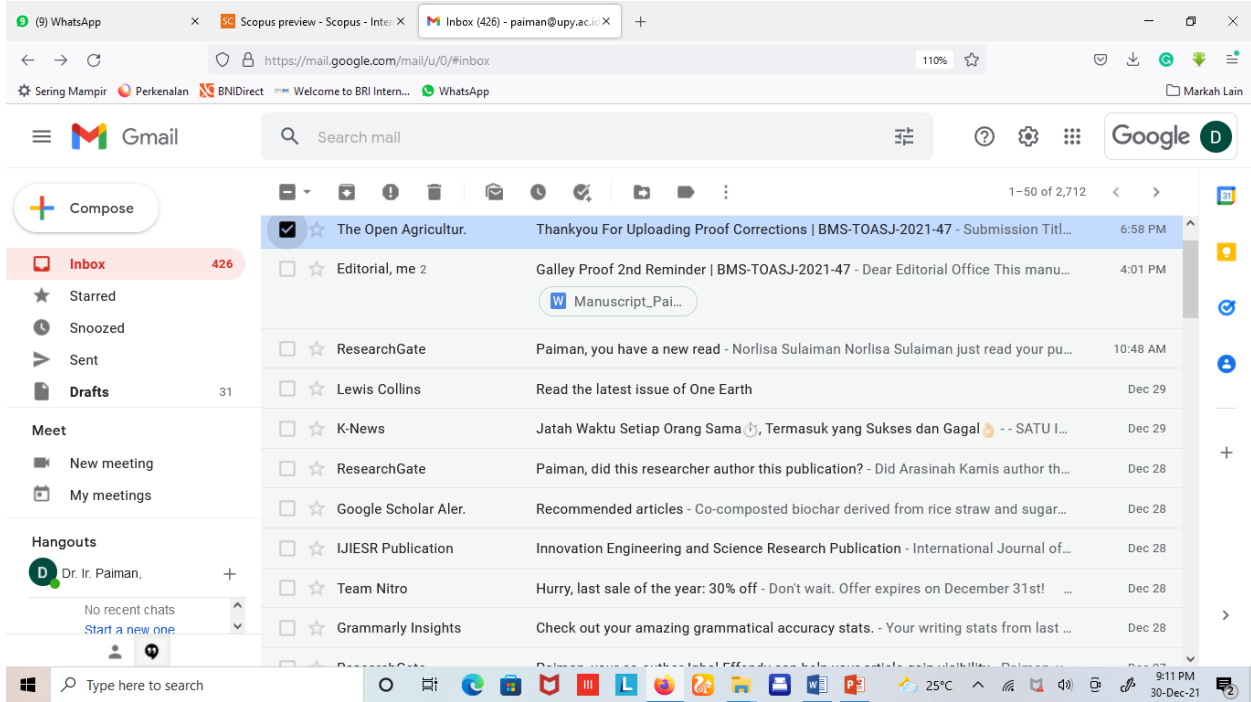 (9) WhatsApp
Scopus preview - Scopus - Inter
Inbox (426) - paiman@upy.ac.id
https://mail.google.com/mail/u/0/#inbox
110%
Sering Mampir Perkenalan BNIDirect Welcome to BRI Intern... WhatsApp Markah Lain
Gmail
Search mail
Google D
Compose
1–50 of 2,712
31
Inbox 426
Starred
Snoozed
Sent
Drafts 31
Meet
New meeting
My meetings
Hangouts
D Dr. Ir. Paiman,
No recent chats
Start a new one
The Open Agricultur. Thankyou For Uploading Proof Corrections | BMS-TOASJ-2021-47 - Submission Titl... 6:58 PM
Editorial, me 2 Galley Proof 2nd Reminder | BMS-TOASJ-2021-47 - Dear Editorial Office This manu... 4:01 PM
W Manuscript_Pai...
ResearchGate Paiman, you have a new read - Norlisa Sulaiman Norlisa Sulaiman just read your pu... 10:48 AM
Lewis Collins Read the latest issue of One Earth Dec 29
K-News Jatah Waktu Setiap Orang Sama⏱, Termasuk yang Sukses dan Gagal👌 - - SATU I... Dec 29
ResearchGate Paiman, did this researcher author this publication? - Did Arasinah Kamis author th... Dec 28
Google Scholar Aler. Recommended articles - Co-composted biochar derived from rice straw and sugar... Dec 28
IJIESR Publication Innovation Engineering and Science Research Publication - International Journal of... Dec 28
Team Nitro Hurry, last sale of the year: 30% off - Don't wait. Offer expires on December 31st! ... Dec 28
Grammarly Insights Check out your amazing grammatical accuracy stats. - Your writing stats from last ... Dec 28
Type here to search
25°C
9:11 PM
30-Dec-21
2